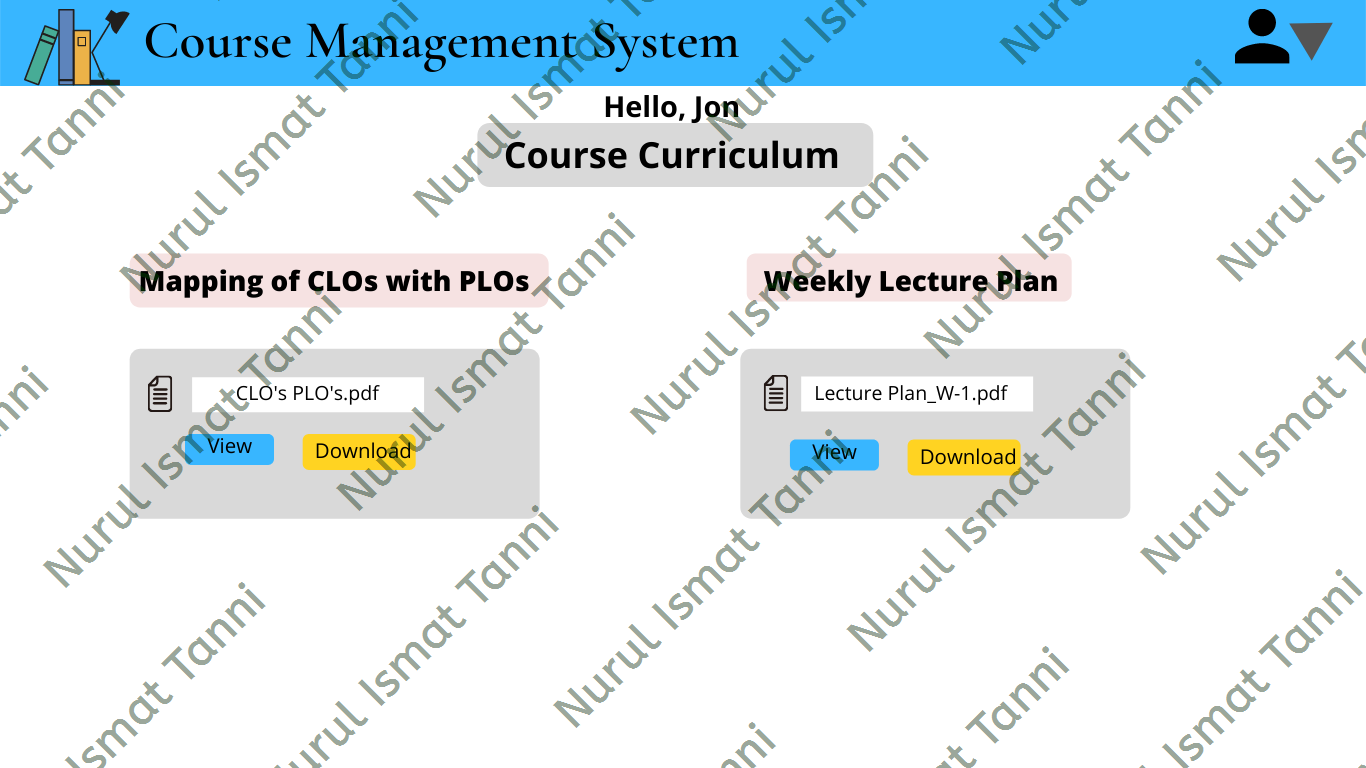 Course Management System
Hello, Jon
Course Curriculum
Mapping of CLOs with PLOs
Weekly Lecture Plan
CLO's PLO's.pdf
Lecture Plan_W-1.pdf
View
Download
View
Download
Nurul Ismat Tanni